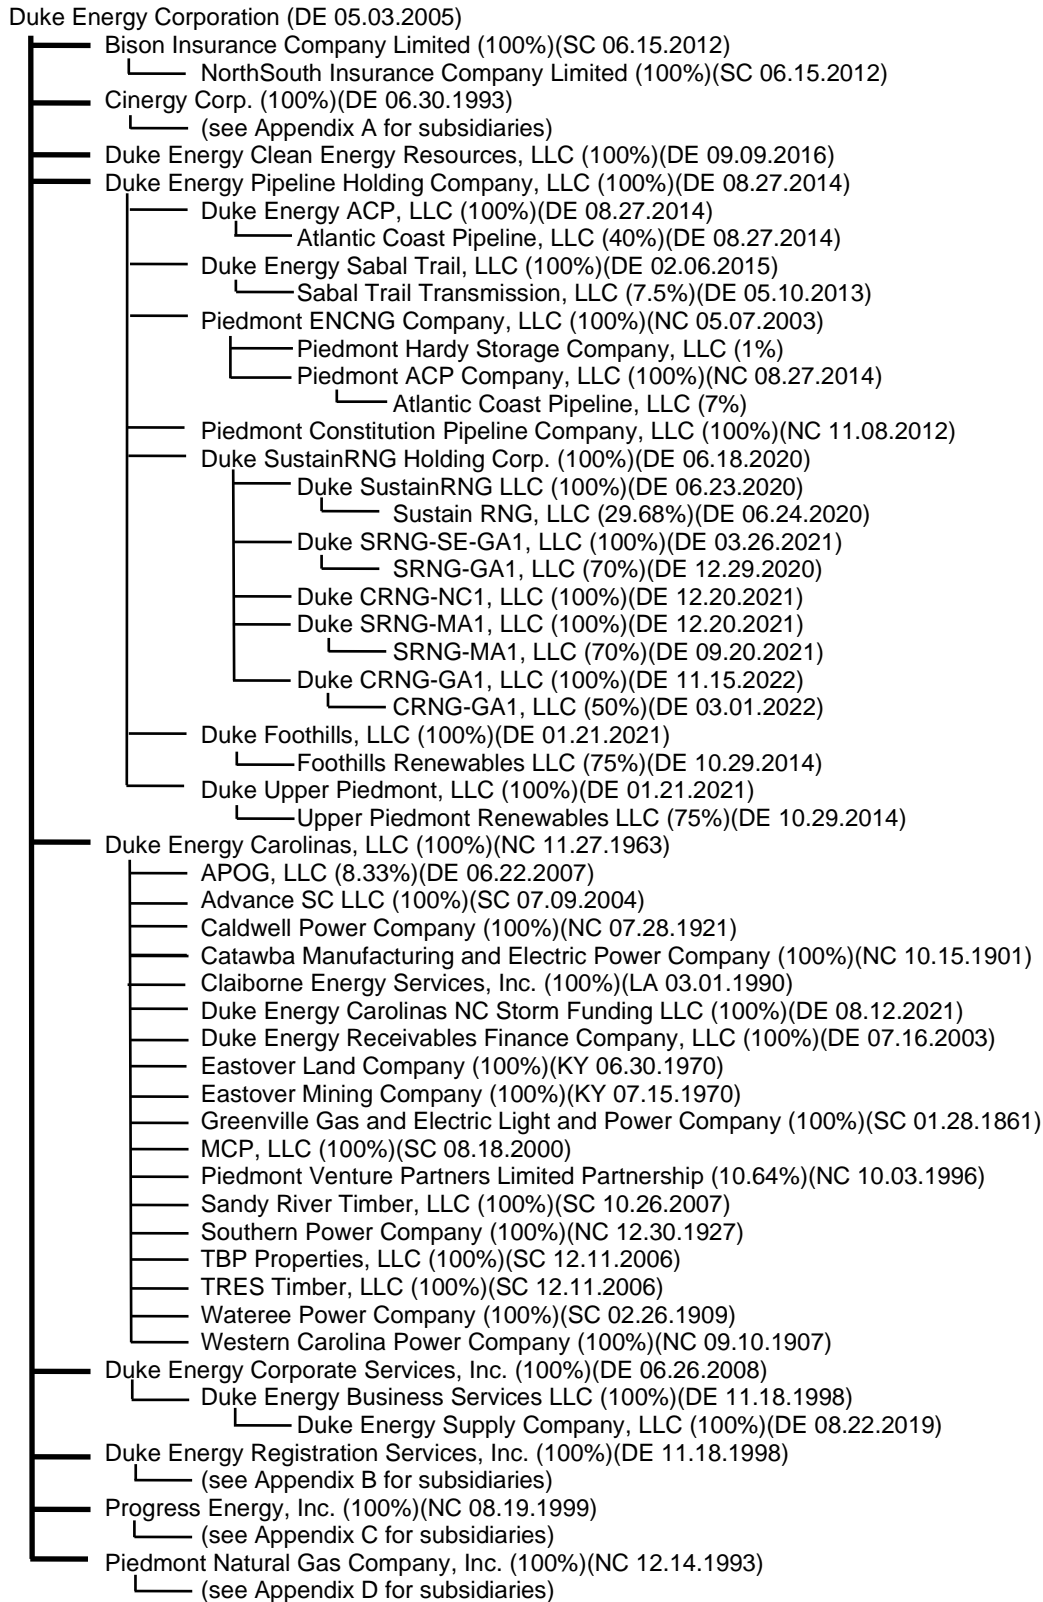 Duke Energy Corporation (DE 05.03.2005)
Bison Insurance Company Limited (100%)(SC 06.15.2012)
NorthSouth Insurance Company Limited (100%)(SC 06.15.2012)
Cinergy Corp. (100%)(DE 06.30.1993)
(see Appendix A for subsidiaries)
Duke Energy Clean Energy Resources, LLC (100%)(DE 09.09.2016)
Duke Energy Pipeline Holding Company, LLC (100%)(DE 08.27.2014)
Duke Energy ACP, LLC (100%)(DE 08.27.2014)
Atlantic Coast Pipeline, LLC (40%)(DE 08.27.2014)
Duke Energy Sabal Trail, LLC (100%)(DE 02.06.2015)
Sabal Trail Transmission, LLC (7.5%)(DE 05.10.2013)
Piedmont ENCNG Company, LLC (100%)(NC 05.07.2003)
Piedmont Hardy Storage Company, LLC (1%)
Piedmont ACP Company, LLC (100%)(NC 08.27.2014)
Atlantic Coast Pipeline, LLC (7%)
Piedmont Constitution Pipeline Company, LLC (100%)(NC 11.08.2012)
Duke SustainRNG Holding Corp. (100%)(DE 06.18.2020)
Duke SustainRNG LLC (100%)(DE 06.23.2020)
Sustain RNG, LLC (29.68%)(DE 06.24.2020)
Duke SRNG-SE-GA1, LLC (100%)(DE 03.26.2021)
SRNG-GA1, LLC (70%)(DE 12.29.2020)
Duke CRNG-NC1, LLC (100%)(DE 12.20.2021)
Duke SRNG-MA1, LLC (100%)(DE 12.20.2021)
SRNG-MA1, LLC (70%)(DE 09.20.2021)
Duke CRNG-GA1, LLC (100%)(DE 11.15.2022)
CRNG-GA1, LLC (50%)(DE 03.01.2022)
Duke Foothills, LLC (100%)(DE 01.21.2021)
Foothills Renewables LLC (75%)(DE 10.29.2014)
Duke Upper Piedmont, LLC (100%)(DE 01.21.2021)
Upper Piedmont Renewables LLC (75%)(DE 10.29.2014)
Duke Energy Carolinas, LLC (100%)(NC 11.27.1963)
APOG, LLC (8.33%)(DE 06.22.2007)
Advance SC LLC (100%)(SC 07.09.2004)
Caldwell Power Company (100%)(NC 07.28.1921)
Catawba Manufacturing and Electric Power Company (100%)(NC 10.15.1901)
Claiborne Energy Services, Inc. (100%)(LA 03.01.1990)
Duke Energy Carolinas NC Storm Funding LLC (100%)(DE 08.12.2021)
Duke Energy Receivables Finance Company, LLC (100%)(DE 07.16.2003)
Eastover Land Company (100%)(KY 06.30.1970)
Eastover Mining Company (100%)(KY 07.15.1970)
Greenville Gas and Electric Light and Power Company (100%)(SC 01.28.1861)
MCP, LLC (100%)(SC 08.18.2000)
Piedmont Venture Partners Limited Partnership (10.64%)(NC 10.03.1996)
Sandy River Timber, LLC (100%)(SC 10.26.2007)
Southern Power Company (100%)(NC 12.30.1927)
TBP Properties, LLC (100%)(SC 12.11.2006)
TRES Timber, LLC (100%)(SC 12.11.2006)
Wateree Power Company (100%)(SC 02.26.1909)
Western Carolina Power Company (100%)(NC 09.10.1907)
Duke Energy Corporate Services, Inc. (100%)(DE 06.26.2008)
Duke Energy Business Services LLC (100%)(DE 11.18.1998)
Duke Energy Supply Company, LLC (100%)(DE 08.22.2019)
Duke Energy Registration Services, Inc. (100%)(DE 11.18.1998)
(see Appendix B for subsidiaries)
Progress Energy, Inc. (100%)(NC 08.19.1999)
(see Appendix C for subsidiaries)
Piedmont Natural Gas Company, Inc. (100%)(NC 12.14.1993)
(see Appendix D for subsidiaries)